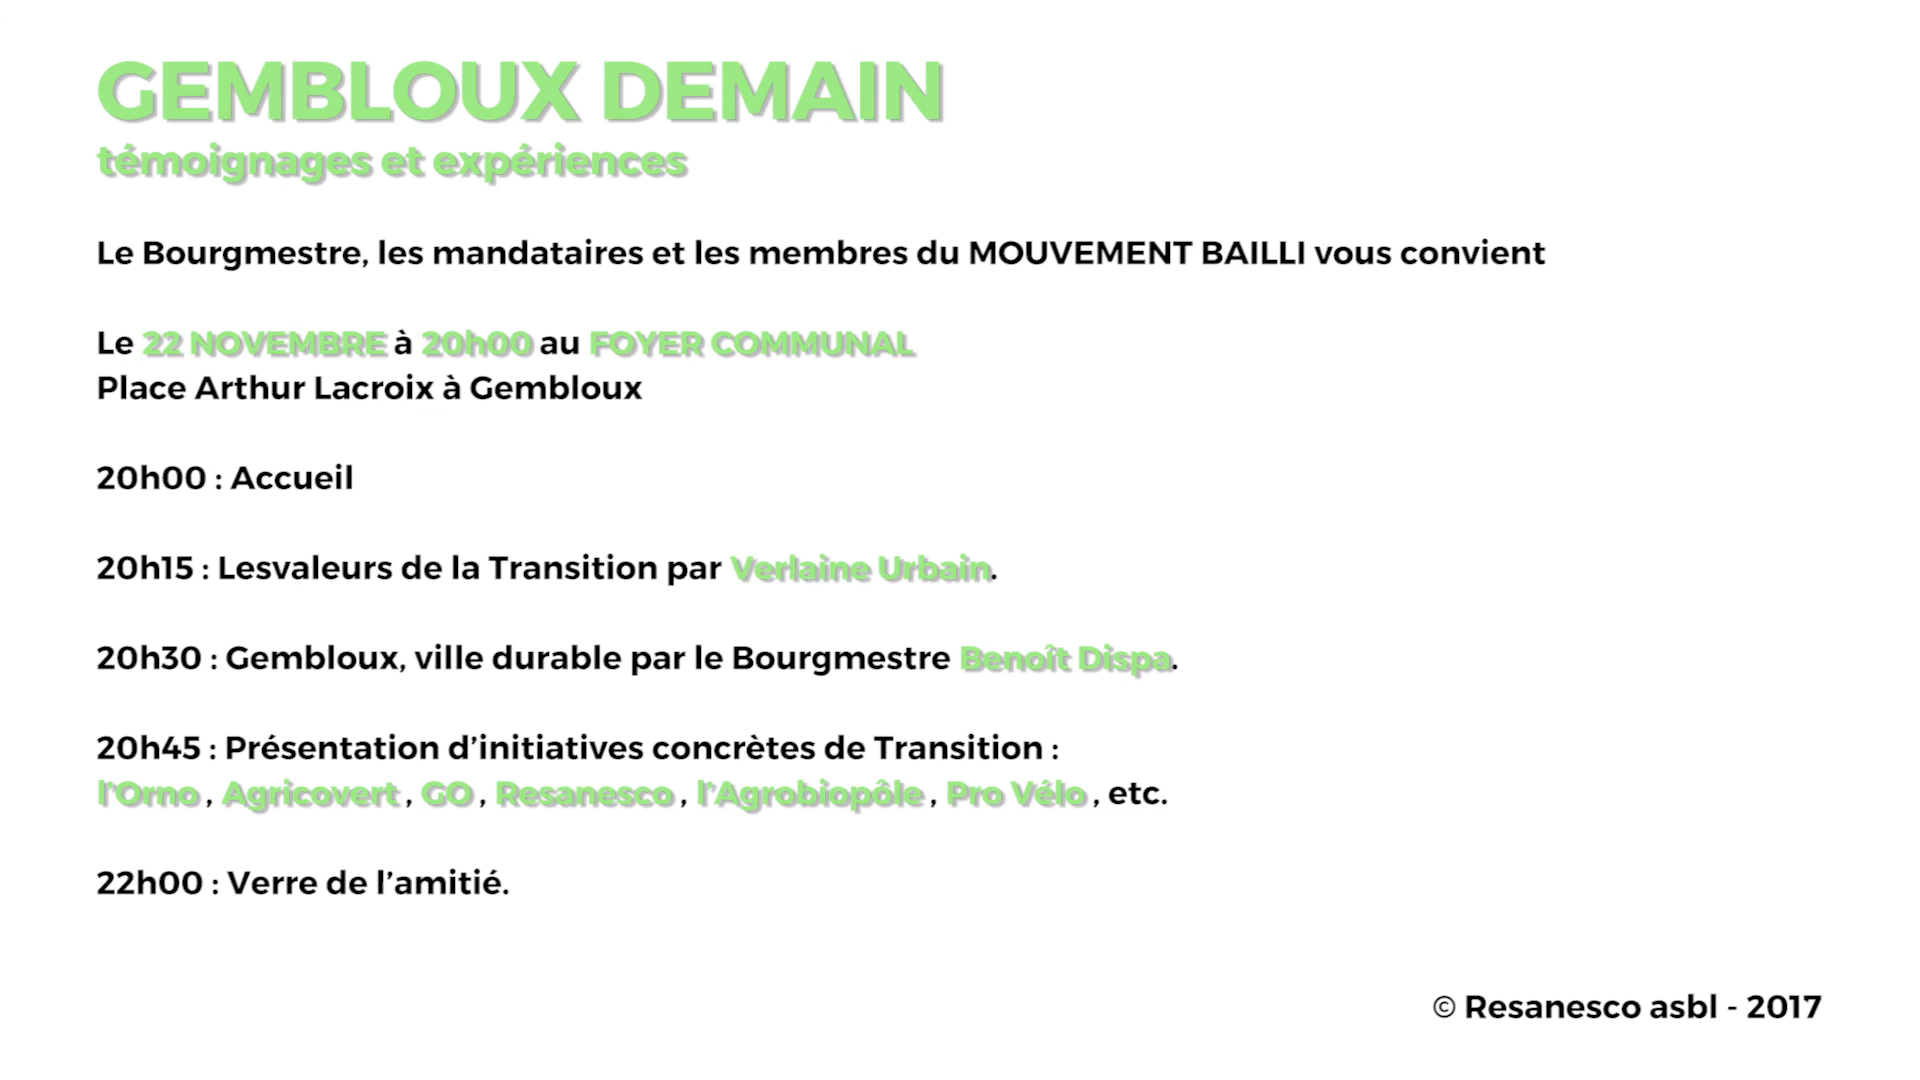 GEMBLOUX DEMAIN
témoignages et expériences
Le Bourgmestre, les mandataires et les membres du MOUVEMENT BAILLI vous convient
Le 22 NOVEMBRE à 20h00 au FOYER COMMUNAL
Place Arthur Lacroix à Gembloux
20h00 : Accueil
20h15 : Lesvaleurs de la Transition par Verlaine Urbain.
20h30 : Gembloux, ville durable par le Bourgmestre Benoît Dispa.
20h45 : Présentation d’initiatives concrètes de Transition :
l’Orno , Agricovert , GO , Resanesco , l’Agrobiopôle , Pro Vélo , etc.
22h00 : Verre de l’amitié.
© Resanesco asbl - 2017